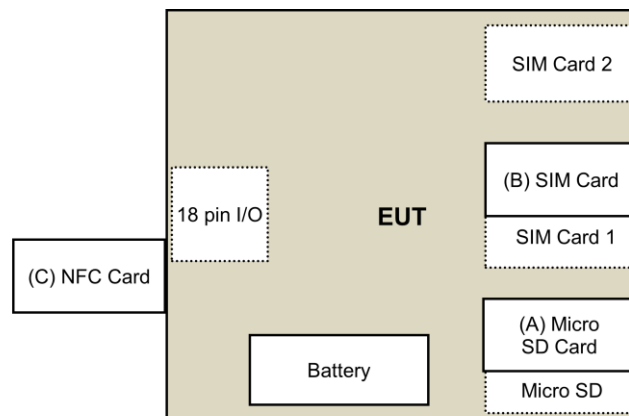 SIM Card 2
(B) SIM Card
18 pin I/O
EUT
SIM Card 1
(C) NFC Card
(A) Micro
SD Card
Battery
Micro SD